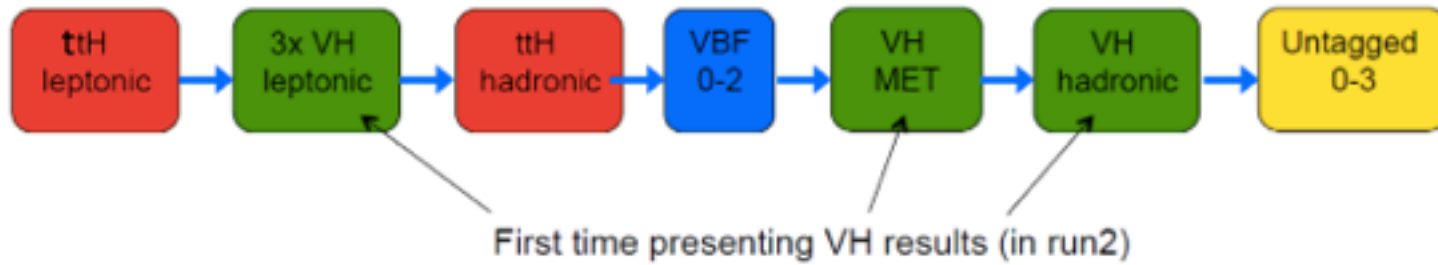 ttH
leptonic
3x VH
leptonic
ttH
hadronic
VBF
0-2
VH
MET
VH
hadronic
Untagged
0-3
First time presenting VH results (in run2)